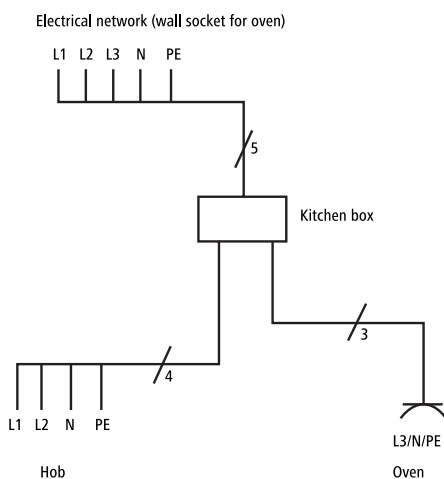 Electrical network (wall socket for oven)
L1 L2 L3 N PE
5
Kitchen box
3
4
L1 L2 N PE
L3/N/PE
Hob
Oven